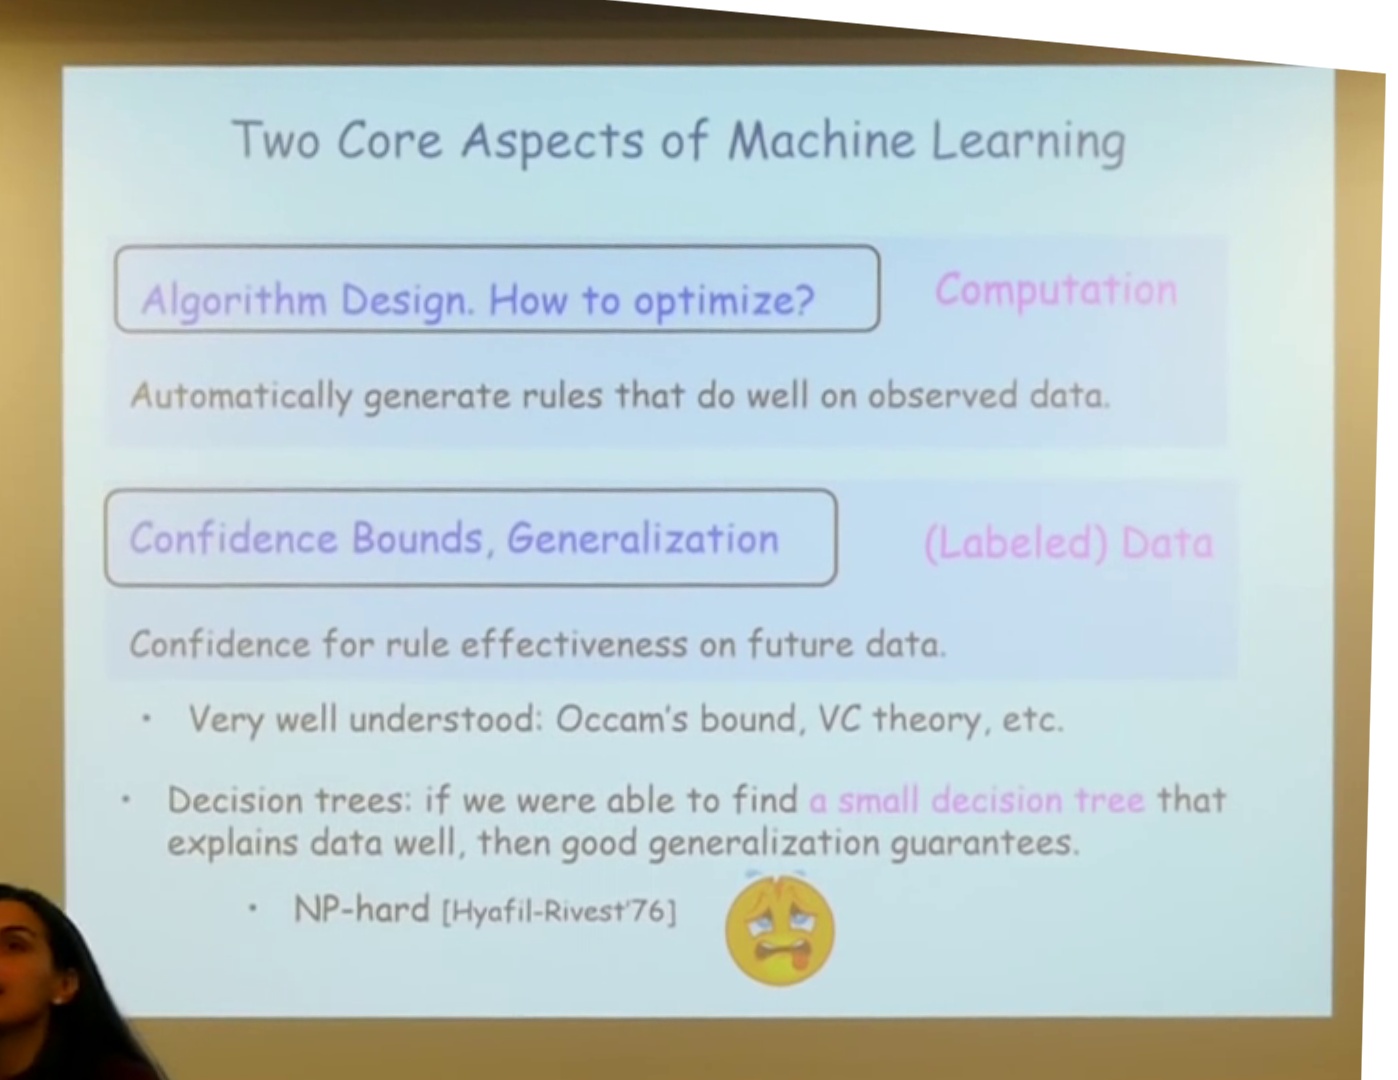 Two Core Aspects of Machine Learning
Algorithm Design. How to optimize?
Computation
Automatically generate rules that do well on observed data.
Confidence Bounds, Generalization
(Labeled) Data
Confidence for rule effectiveness on future data.
• Very well understood: Occam's bound, VC theory, etc.
• Decision trees: if we were able to find a small decision tree that
explains data well, then good generalization guarantees.
• NP-hard [Hyafil-Rivest'76]